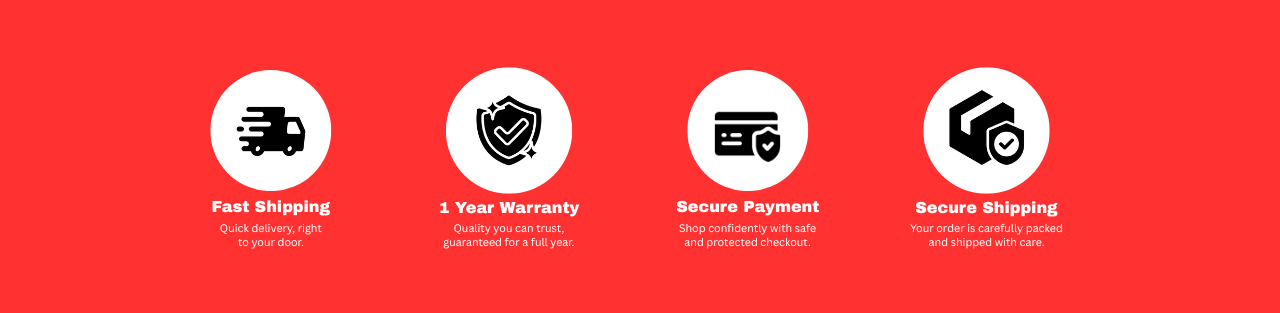 Fast Shipping
Quick delivery, right
to your door.
1 Year Warranty
Quality you can trust,
guaranteed for a full year.
Secure Payment
Shop confidently with safe
and protected checkout.
Secure Shipping
Your order is carefully packed
and shipped with care.